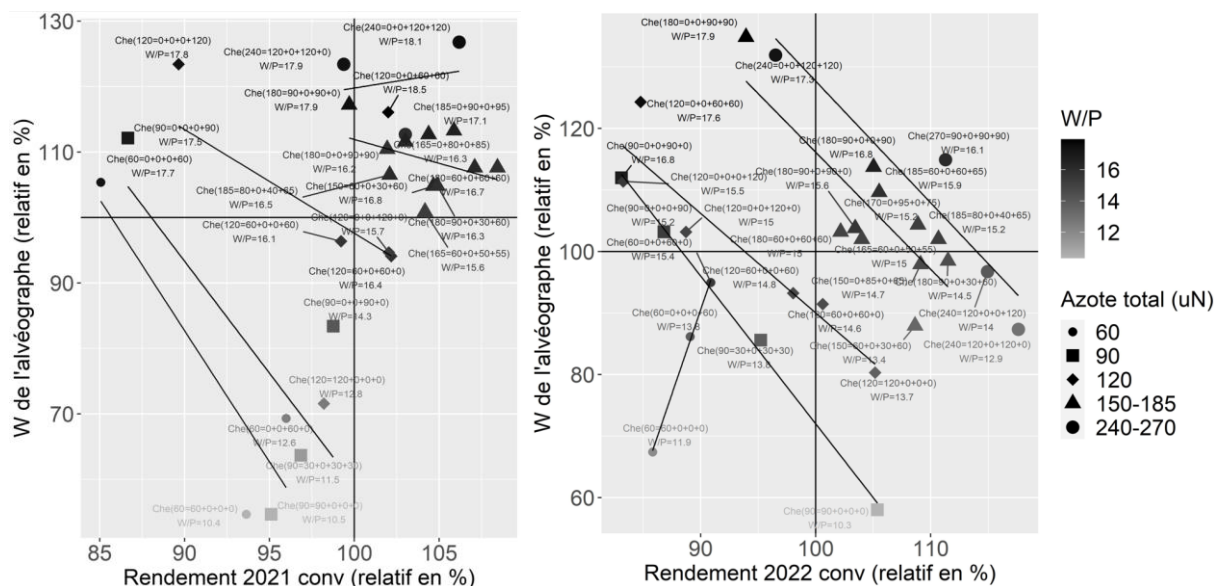 130
110
90
70
85
90
95
100
105
W de l'alvéographe (relatif en %)
Rendement 2021 conv (relatif en %)
Che(120=0+0+0+120)
W/P=17.8
Che(240=120+0+120+0)
W/P=17.9
Che(240=0+0+120+120)
W/P=18.1
Che(120=0+0+60+60)
W/P=18.5
Che(180=90+0+90+0)
W/P=17.9
Che(90=0+0+0+90)
W/P=17.5
Che(60=0+0+0+60)
W/P=17.7
Che(185=0+90+0+95)
W/P=17.1
Che(165=0+80+0+85)
W/P=16.3
Che(180=0+0+90+90)
W/P=16.2
Che(185=80+0+40+65)
W/P=16.5
Che(150=60+0+30+60)
W/P=16.8
Che(180=60+0+60+60)
W/P=16.7
Che(120=0+0+120+0)
W/P=15.7
Che(180=90+0+30+60)
W/P=16.3
Che(120=60+0+0+60)
W/P=16.1
Che(165=60+0+50+55)
W/P=15.6
Che(120=60+0+60+0)
W/P=16.4
Che(90=0+0+90+0)
W/P=14.3
Che(120=120+0+0+0)
W/P=12.8
Che(60=0+0+60+0)
W/P=12.6
Che(90=30+0+30+30)
W/P=11.5
Che(60=60+0+0+0)
W/P=10.4
Che(90=90+0+0+0)
W/P=10.5
120
100
80
60
90
100
110
W de l'alvéographe (relatif en %)
Rendement 2022 conv (relatif en %)
Che(180=0+0+90+90)
W/P=17.9
Che(240=0+0+120+120)
W/P=17.3
Che(120=0+0+60+60)
W/P=17.6
Che(270=90+0+90+90)
W/P=16.1
Che(180=90+0+0+90)
W/P=16.8
Che(90=0+0+0+90)
W/P=16.8
Che(120=0+0+0+120)
W/P=15.5
Che(180=90+0+90+0)
W/P=15.6
Che(185=60+0+60+65)
W/P=15.9
Che(170=0+95+0+75)
W/P=15.2
Che(185=80+0+40+65)
W/P=15.2
Che(90=0+0+90+0)
W/P=15.2
Che(120=0+0+120+0)
W/P=15
Che(60=0+0+60+0)
W/P=15.4
Che(180=60+0+60+60)
W/P=15
W/P=15
Che(120=60+0+0+60)
W/P=14.8
Che(150=0+85+0+65)
W/P=14.7
Che(180=90+0+30+60)
W/P=14.5
Che(60=0+0+0+60)
W/P=13.8
W/P=14.6
Che(240=120+0+0+120)
W/P=14
Che(90=30+0+30+30)
W/P=13.6
Che(150=60+0+30+60)
W/P=13.4
Che(240=120+0+120+0)
W/P=12.9
Che(120=120+0+0+0)
W/P=13.7
Che(60=60+0+0+0)
W/P=11.9
Che(90=90+0+0+0)
W/P=10.3
W/P
16
14
12
Azote total (uN)
60
90
120
150-185
240-270